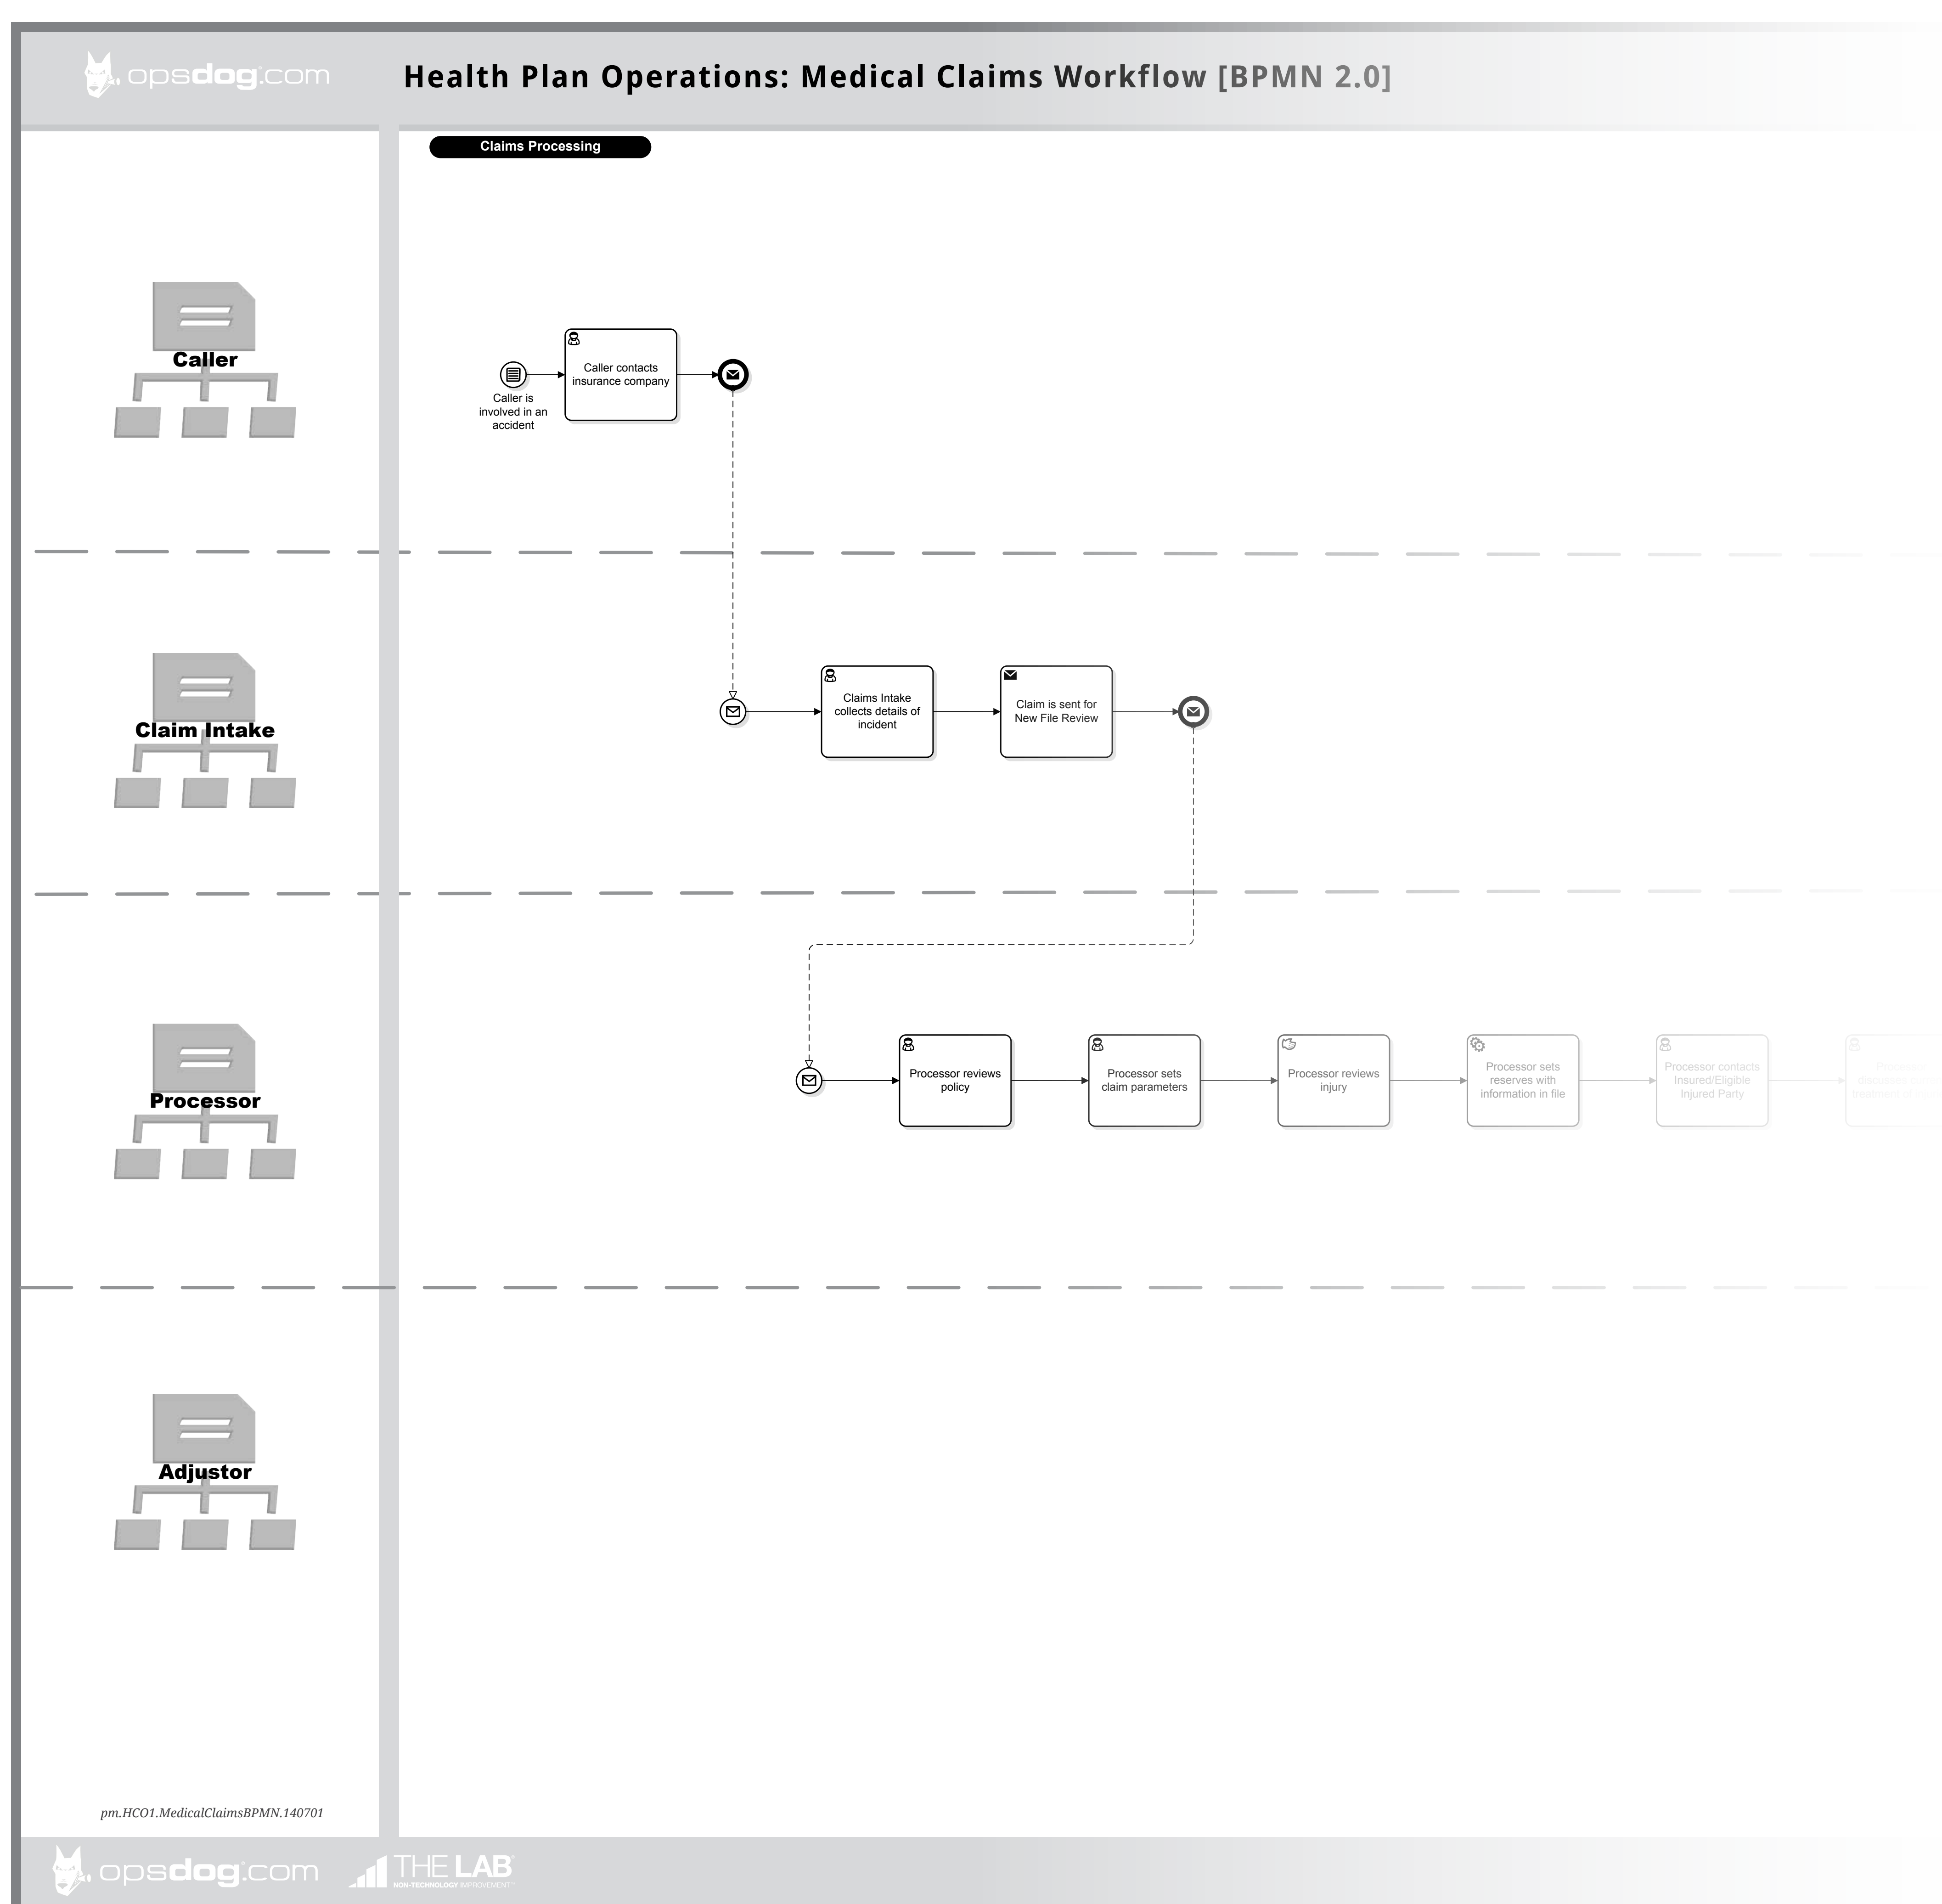 opsdog.com
Health Plan Operations: Medical Claims Workflow [BPMN 2.0]
Claims Processing
Caller
Caller is
involved in an
accident
Caller contacts
insurance company
Claim Intake
Claims Intake
collects details of
incident
Claim is sent for
New File Review
Processor
Processor reviews
policy
Processor sets
claim parameters
Processor reviews
injury
Processor sets
reserves with
information in file
Processor contacts
Insured/Eligible
Injured Party
Adjustor
pm.HCO1.MedicalClaimsBPMN.140701
opsdog.com
THE LAB
NON-TECHNOLOGY IMPROVEMENT